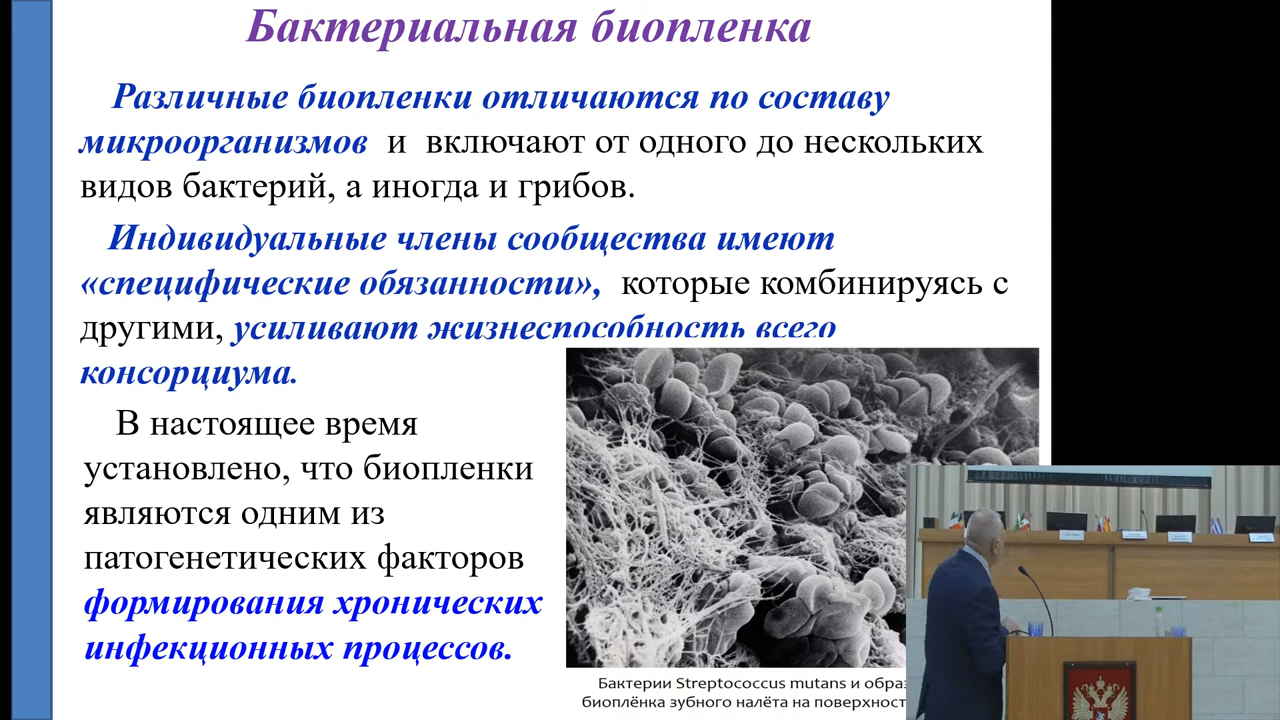 Бактериальная биопленка
Различные биопленки отличаются по составу
микроорганизмов и включают от одного до нескольких
видов бактерий, а иногда и грибов.
Индивидуальные члены сообщества имеют
«специфические обязанности», которые комбинируясь с
другими, усиливают жизнеспособность всего
консорциума.
В настоящее время
установлено, что биопленки
являются одним из
патогенетических факторов
формирования хронических
инфекционных процессов.
Бактерии Streptococcus mutans и образ
биоплёнка зубного налёта на поверхност